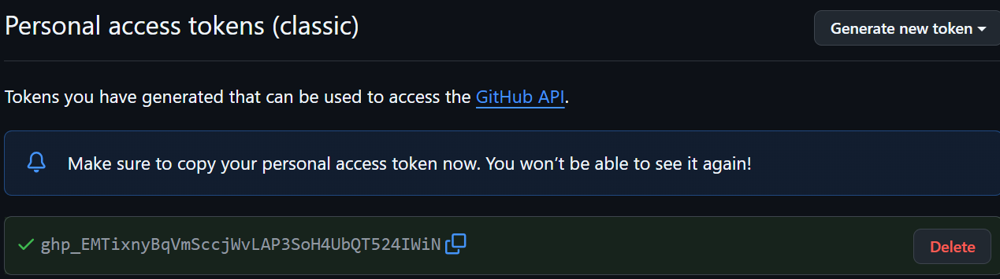 Personal access tokens (classic)
Generate new token
Tokens you have generated that can be used to access the GitHub API.
Make sure to copy your personal access token now. You won’t be able to see it again!
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
Delete